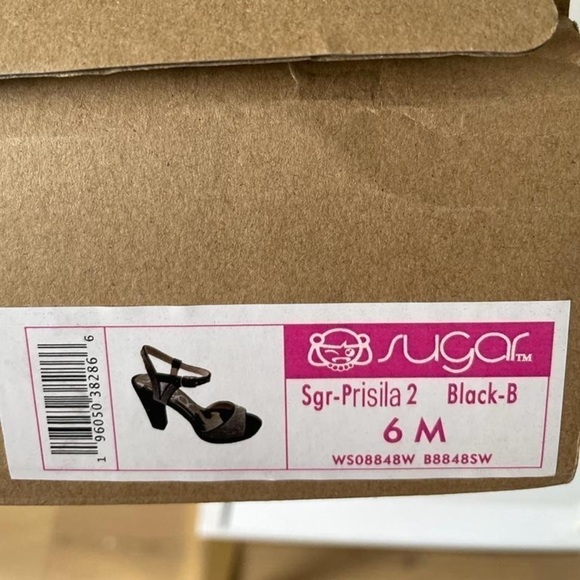 1 96050 38286 6
sugar™
Sgr-Prisila 2 Black-B
6 M
WS08848W B8848SW